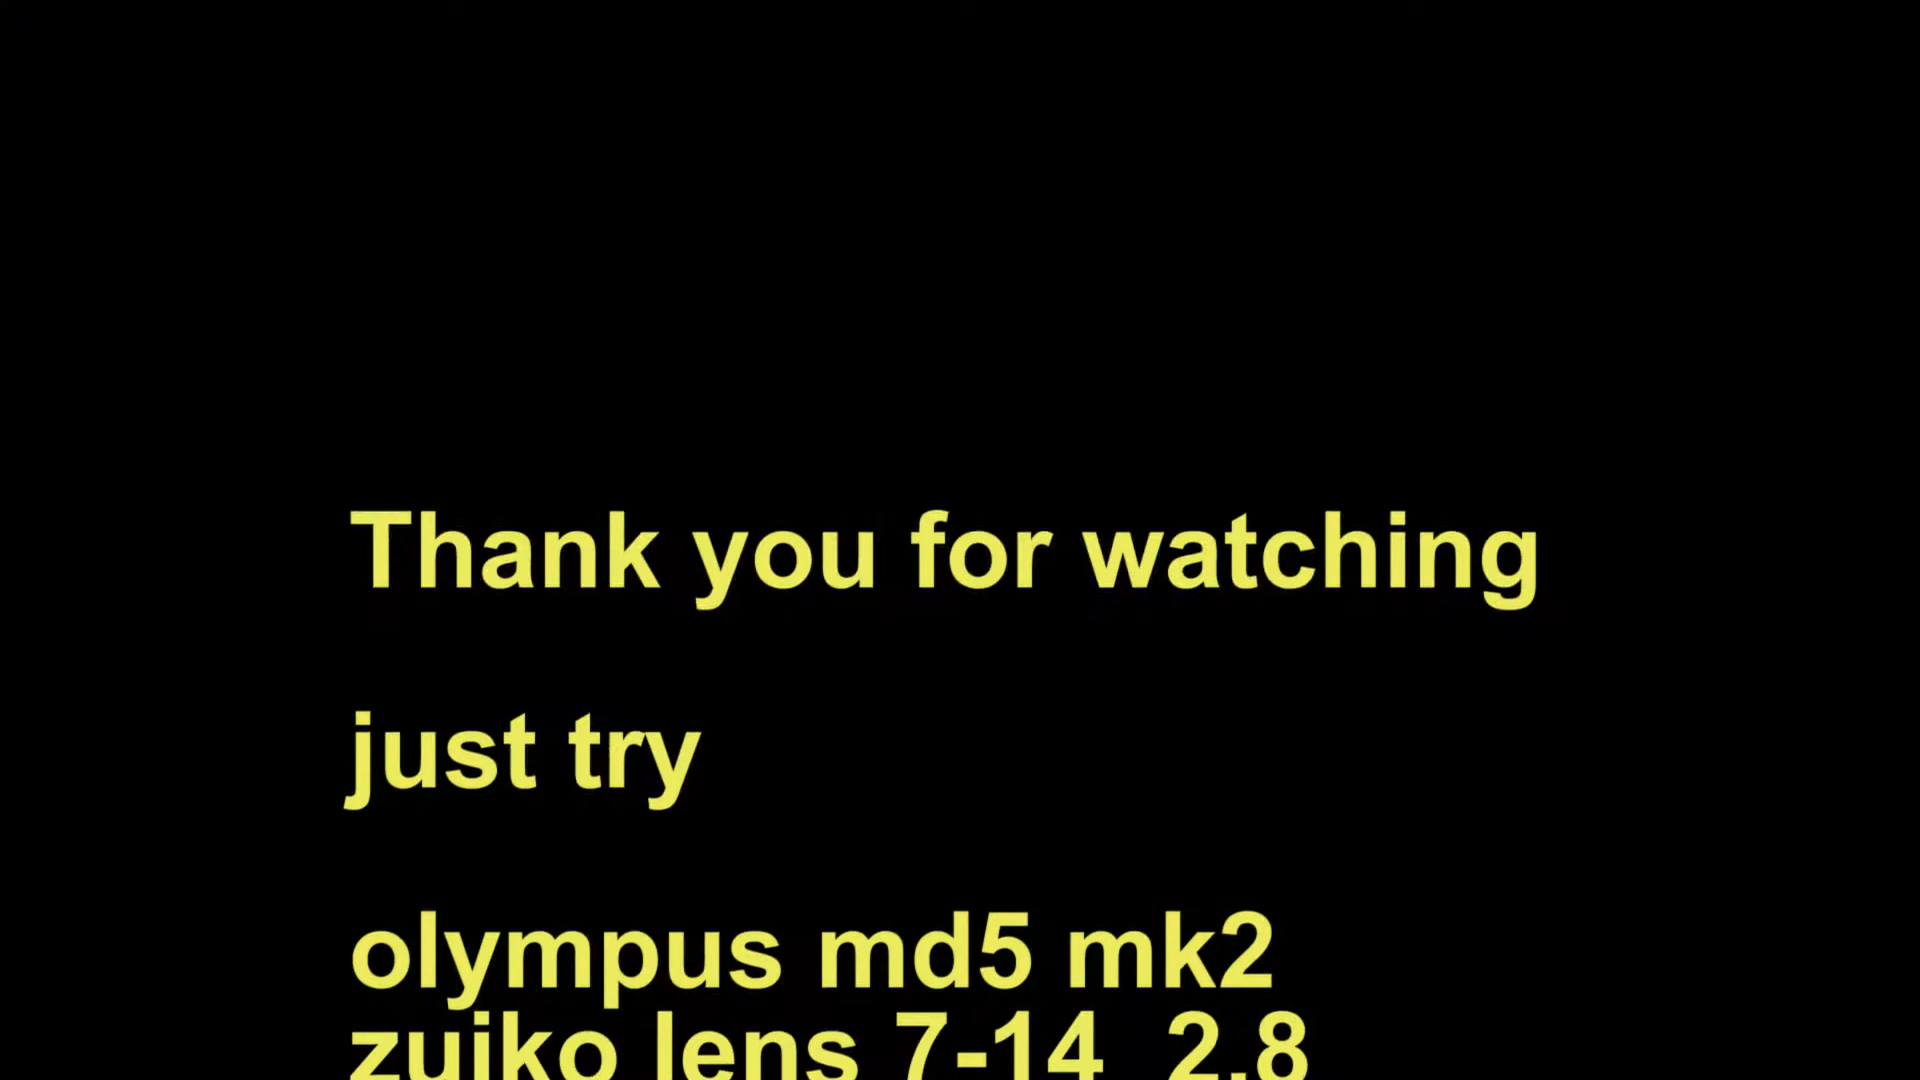 Thank you for watching
just try
olympus md5 mk2
zuiko lens 7-14 2.8